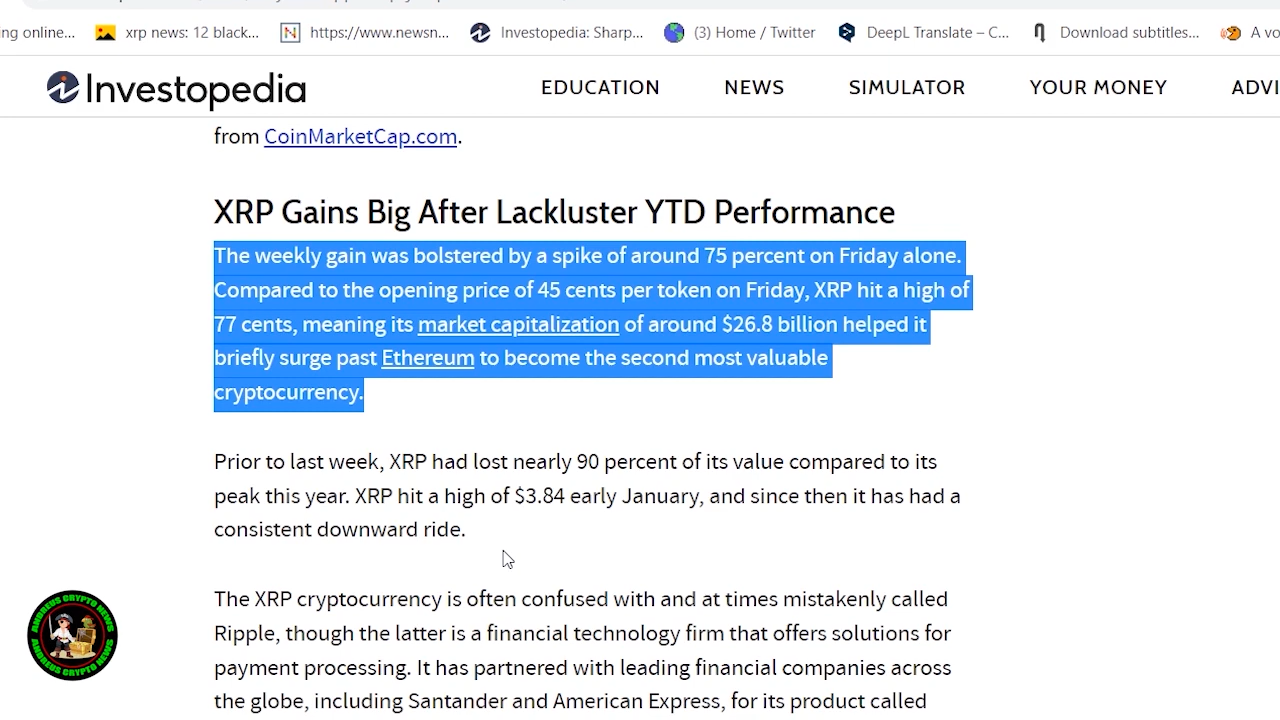 ng online...
xrp news: 12 black...
https://www.newsn...
Investopedia: Sharp...
(3) Home / Twitter
DeepL Translate – C...
Download subtitles...
A vo
Investopedia
EDUCATION
NEWS
SIMULATOR
YOUR MONEY
ADVI
from CoinMarketCap.com.
XRP Gains Big After Lackluster YTD Performance
The weekly gain was bolstered by a spike of around 75 percent on Friday alone.
Compared to the opening price of 45 cents per token on Friday, XRP hit a high of
77 cents, meaning its market capitalization of around $26.8 billion helped it
briefly surge past Ethereum to become the second most valuable
cryptocurrency.
Prior to last week, XRP had lost nearly 90 percent of its value compared to its
peak this year. XRP hit a high of $3.84 early January, and since then it has had a
consistent downward ride.
The XRP cryptocurrency is often confused with and at times mistakenly called
Ripple, though the latter is a financial technology firm that offers solutions for
payment processing. It has partnered with leading financial companies across
the globe, including Santander and American Express, for its product called
ANDREUS CRYPTO NEWS
ANDREUS CRYPTO NEWS